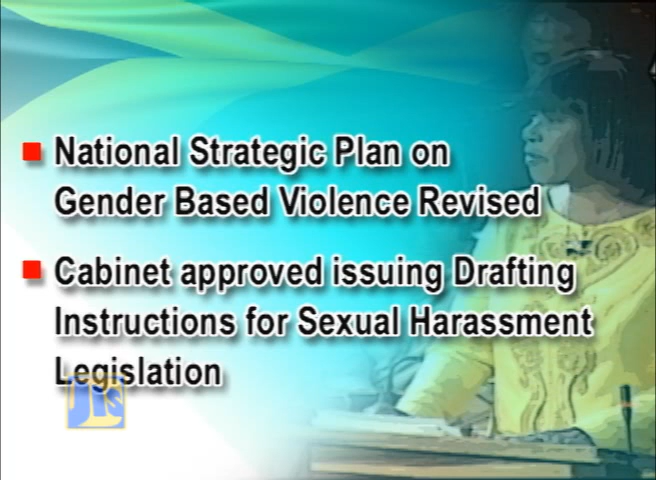 National Strategic Plan on
Gender Based Violence Revised
Cabinet approved issuing Drafting
Instructions for Sexual Harassment
Legislation
JIS